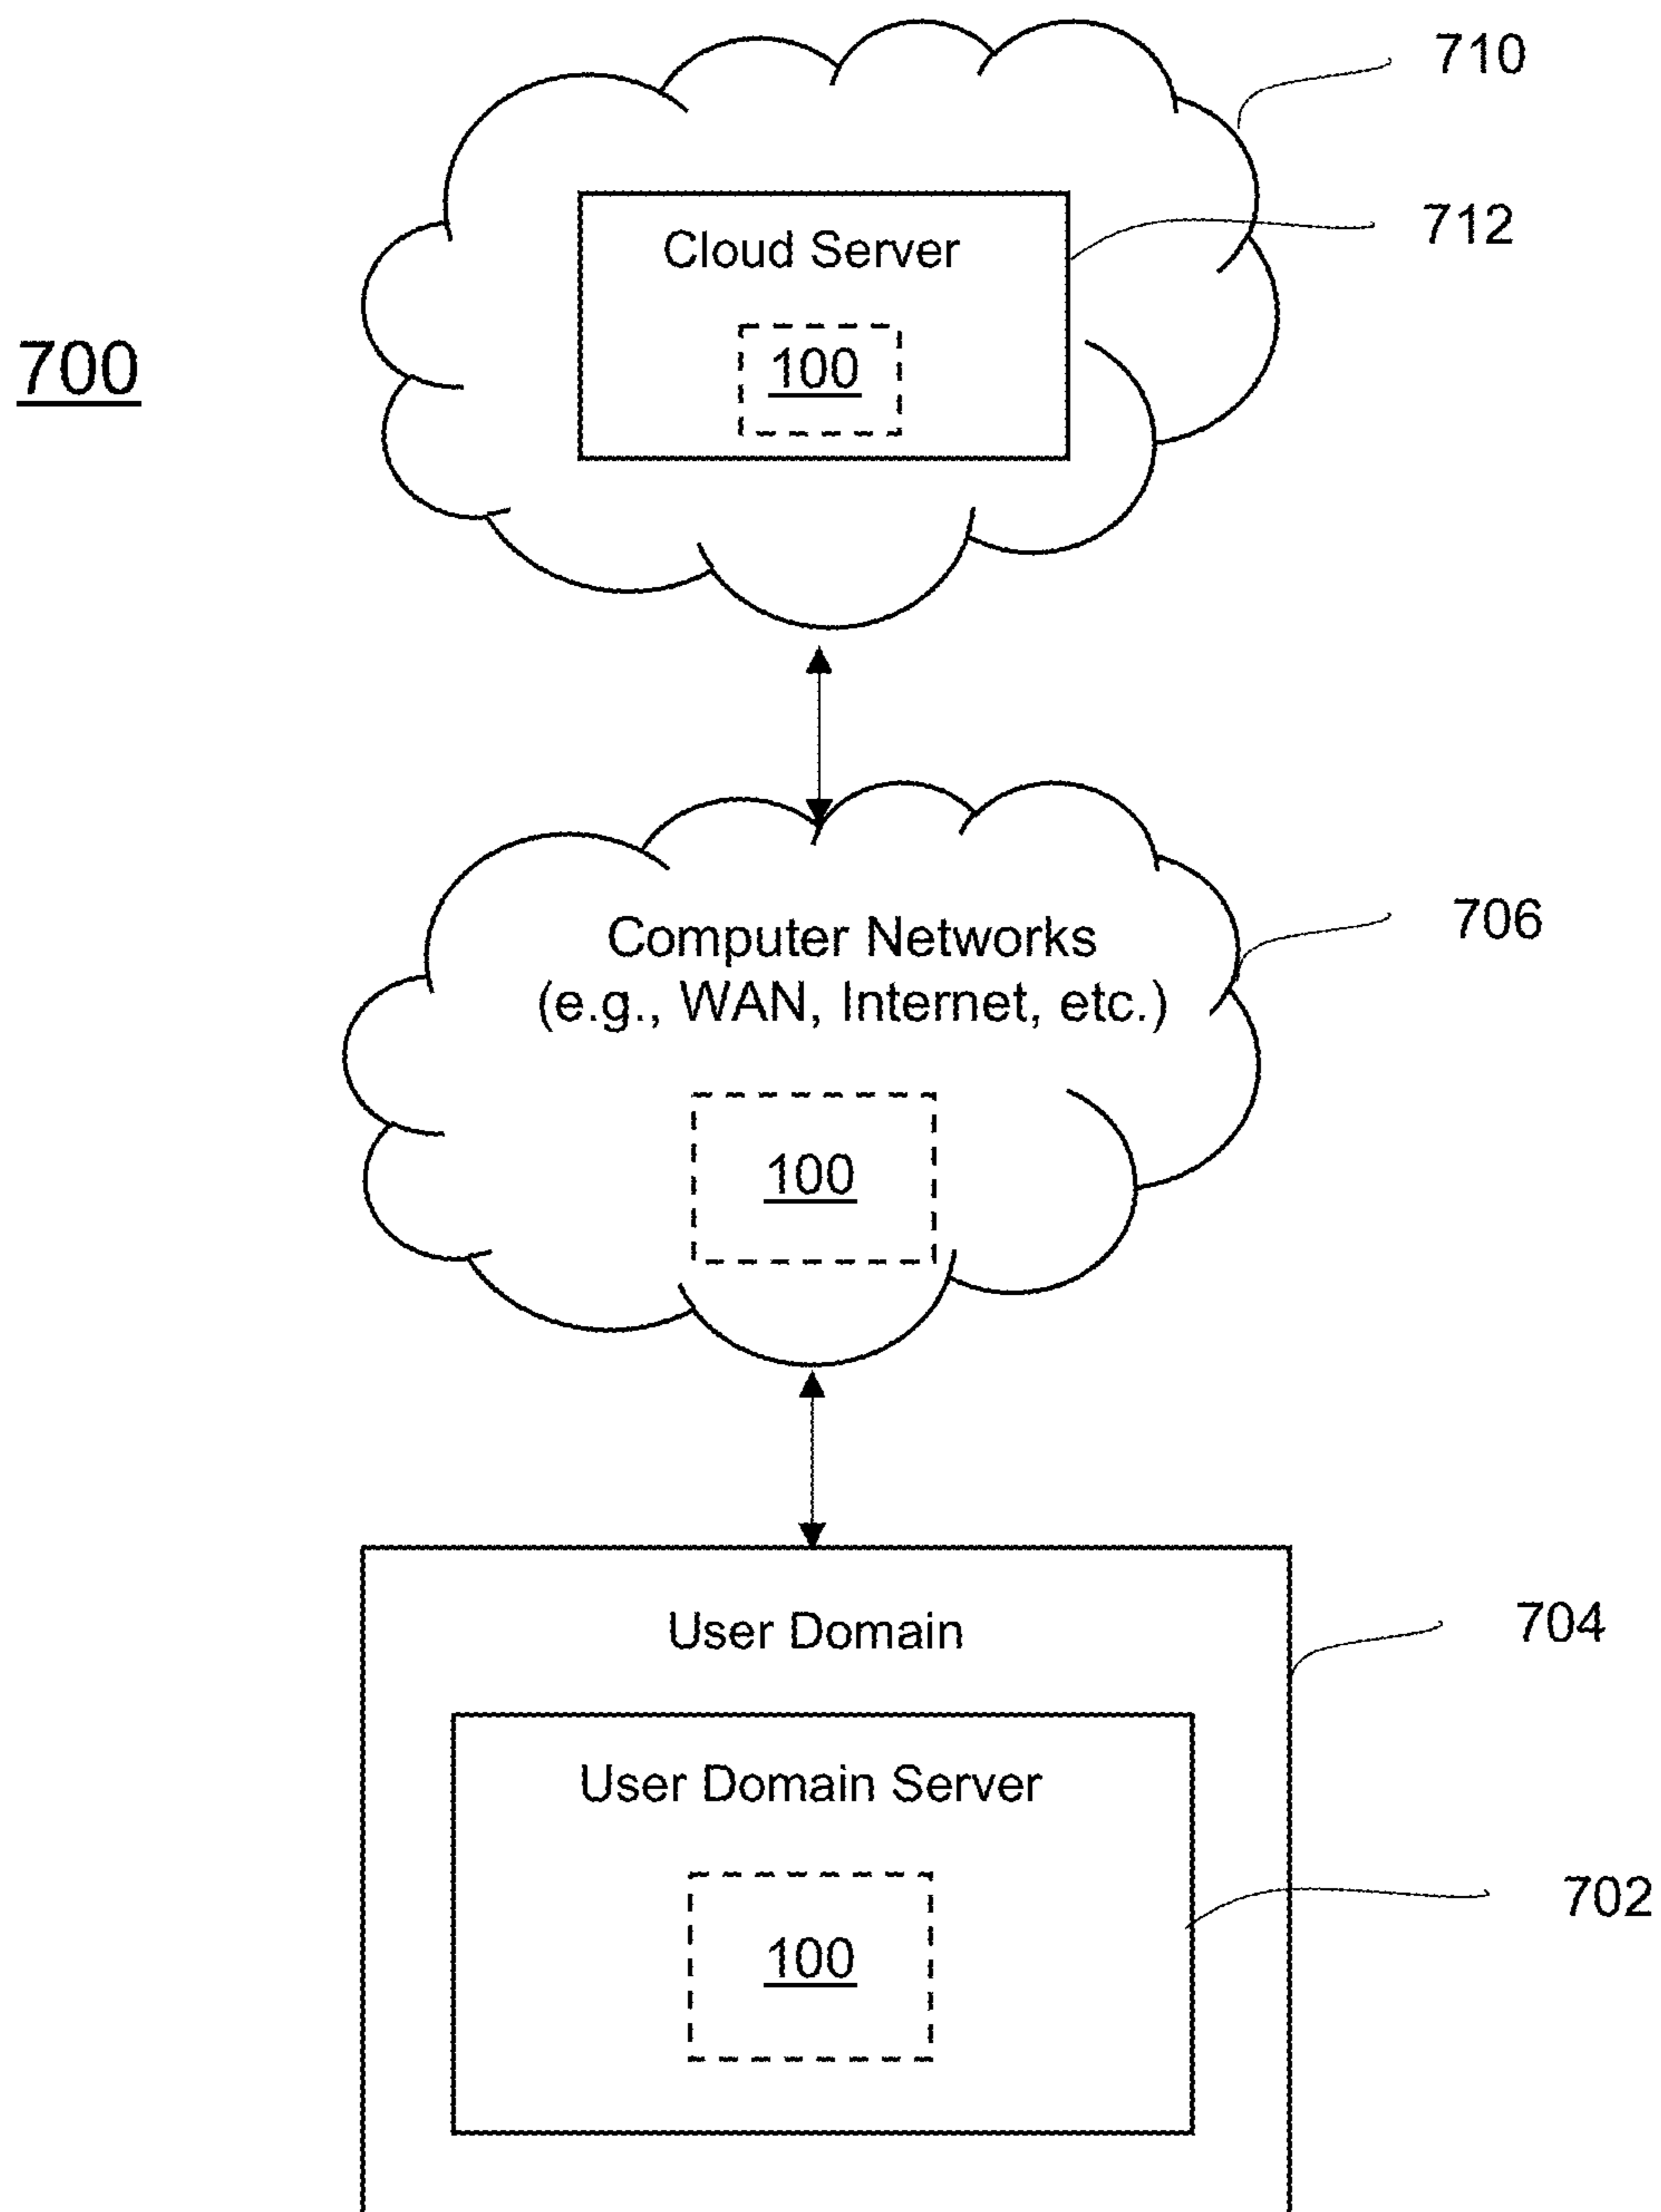 710
712
Cloud Server
700
100
706
Computer Networks
(e.g., WAN, Internet, etc.)
100
704
User Domain
User Domain Server
702
100